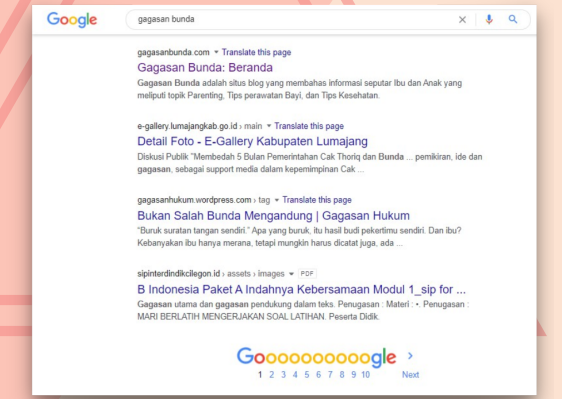 Google gagasan bunda
gagasanbunda.com Translate this page
Gagasan Bunda: Beranda
Gagasan Bunda adalah situs blog yang membahas informasi seputar Ibu dan Anak yang
meliputi topik Parenting, Tips perawatan Bayi, dan Tips Kesehatan.
e-gallery.lumajangkab.go.id › main Translate this page
Detail Foto - E-Gallery Kabupaten Lumajang
Diskusi Publik "Membedah 5 Bulan Pemerintahan Cak Thoriq dan Bunda ... pemikiran, ide dan
gagasan, sebagai support media dalam kepemimpinan Cak ...
gagasanhukum.wordpress.com › tag Translate this page
Bukan Salah Bunda Mengandung | Gagasan Hukum
"Buruk suratan tangan sendiri." Apa yang buruk, itu hasil budi pekertimu sendiri. Dan ibu?
Kebanyakan ibu hanya merana, tetapi mungkin harus dicatat juga, ada ...
sipinterdindikcilegon.id › assets › images PDF
B Indonesia Paket A Indahnya Kebersamaan Modul 1_sip for ...
Gagasan utama dan gagasan pendukung dalam teks. Penugasan : Materi : •. Penugasan :
MARI BERLATIH MENGERJAKAN SOAL LATIHAN. Peserta Didik.
Goooooooooogle ›
1 2 3 4 5 6 7 8 9 10 Next